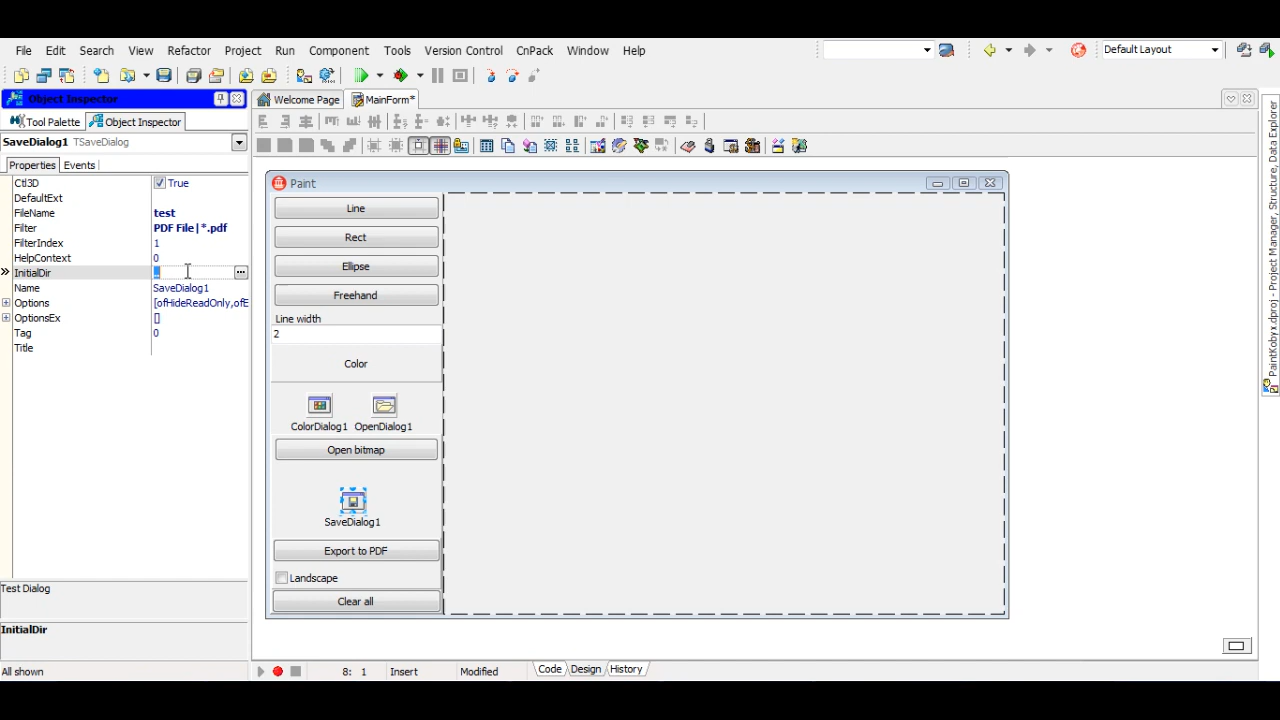 File Edit Search View Refactor Project Run Component Tools Version Control CnPack Window Help
Default Layout
Object Inspector
Welcome Page MainForm*
Tool Palette Object Inspector
SaveDialog1 TSaveDialog
Properties Events
Ctl3D True
DefaultExt
FileName test
Filter PDF File|*.pdf
FilterIndex 1
HelpContext 0
InitialDir
Name SaveDialog1
Options [ofHideReadOnly,ofE
OptionsEx []
Tag 0
Title
Test Dialog
InitialDir
All shown
Paint
Line
Rect
Ellipse
Freehand
Line width
2
Color
ColorDialog1 OpenDialog1
Open bitmap
SaveDialog1
Export to PDF
Landscape
Clear all
8: 1 Insert Modified Code Design History
PaintKobyx.dproj - Project Manager, Structure, Data Explorer